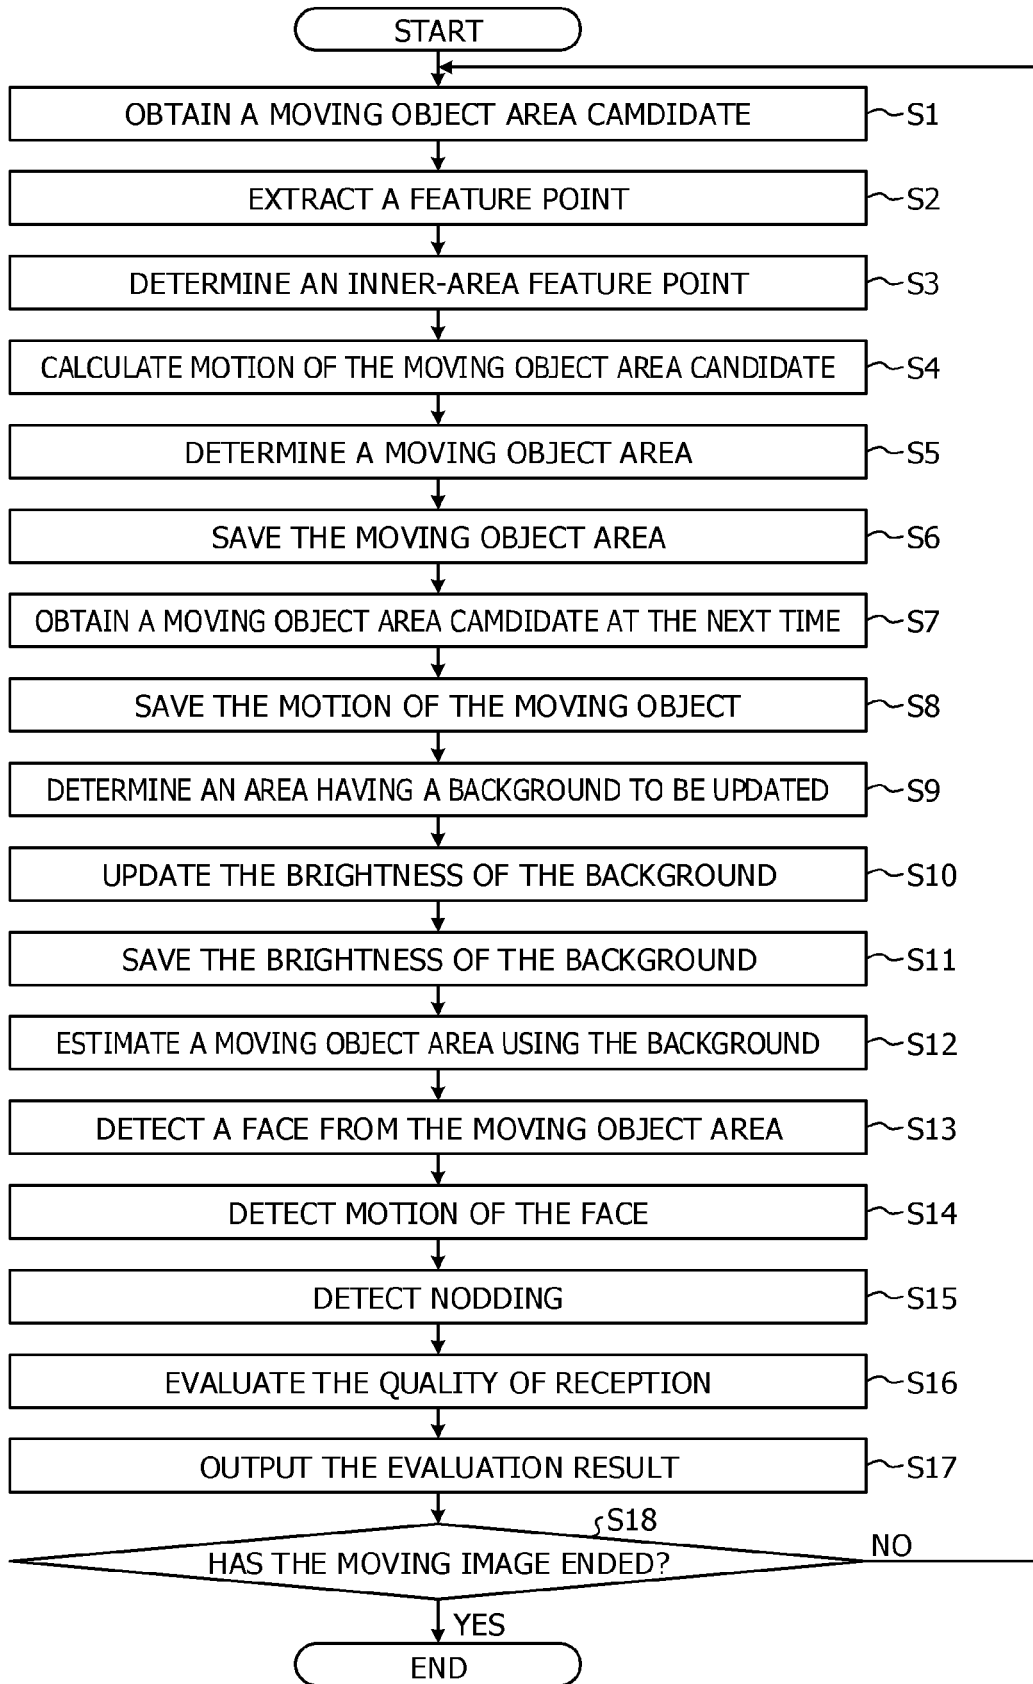 START
OBTAIN A MOVING OBJECT AREA CAMDIDATE S1
EXTRACT A FEATURE POINT S2
DETERMINE AN INNER-AREA FEATURE POINT S3
CALCULATE MOTION OF THE MOVING OBJECT AREA CANDIDATE S4
DETERMINE A MOVING OBJECT AREA S5
SAVE THE MOVING OBJECT AREA S6
OBTAIN A MOVING OBJECT AREA CAMDIDATE AT THE NEXT TIME S7
SAVE THE MOTION OF THE MOVING OBJECT S8
DETERMINE AN AREA HAVING A BACKGROUND TO BE UPDATED S9
UPDATE THE BRIGHTNESS OF THE BACKGROUND S10
SAVE THE BRIGHTNESS OF THE BACKGROUND S11
ESTIMATE A MOVING OBJECT AREA USING THE BACKGROUND S12
DETECT A FACE FROM THE MOVING OBJECT AREA S13
DETECT MOTION OF THE FACE S14
DETECT NODDING S15
EVALUATE THE QUALITY OF RECEPTION S16
OUTPUT THE EVALUATION RESULT S17
S18
HAS THE MOVING IMAGE ENDED? NO
YES
END